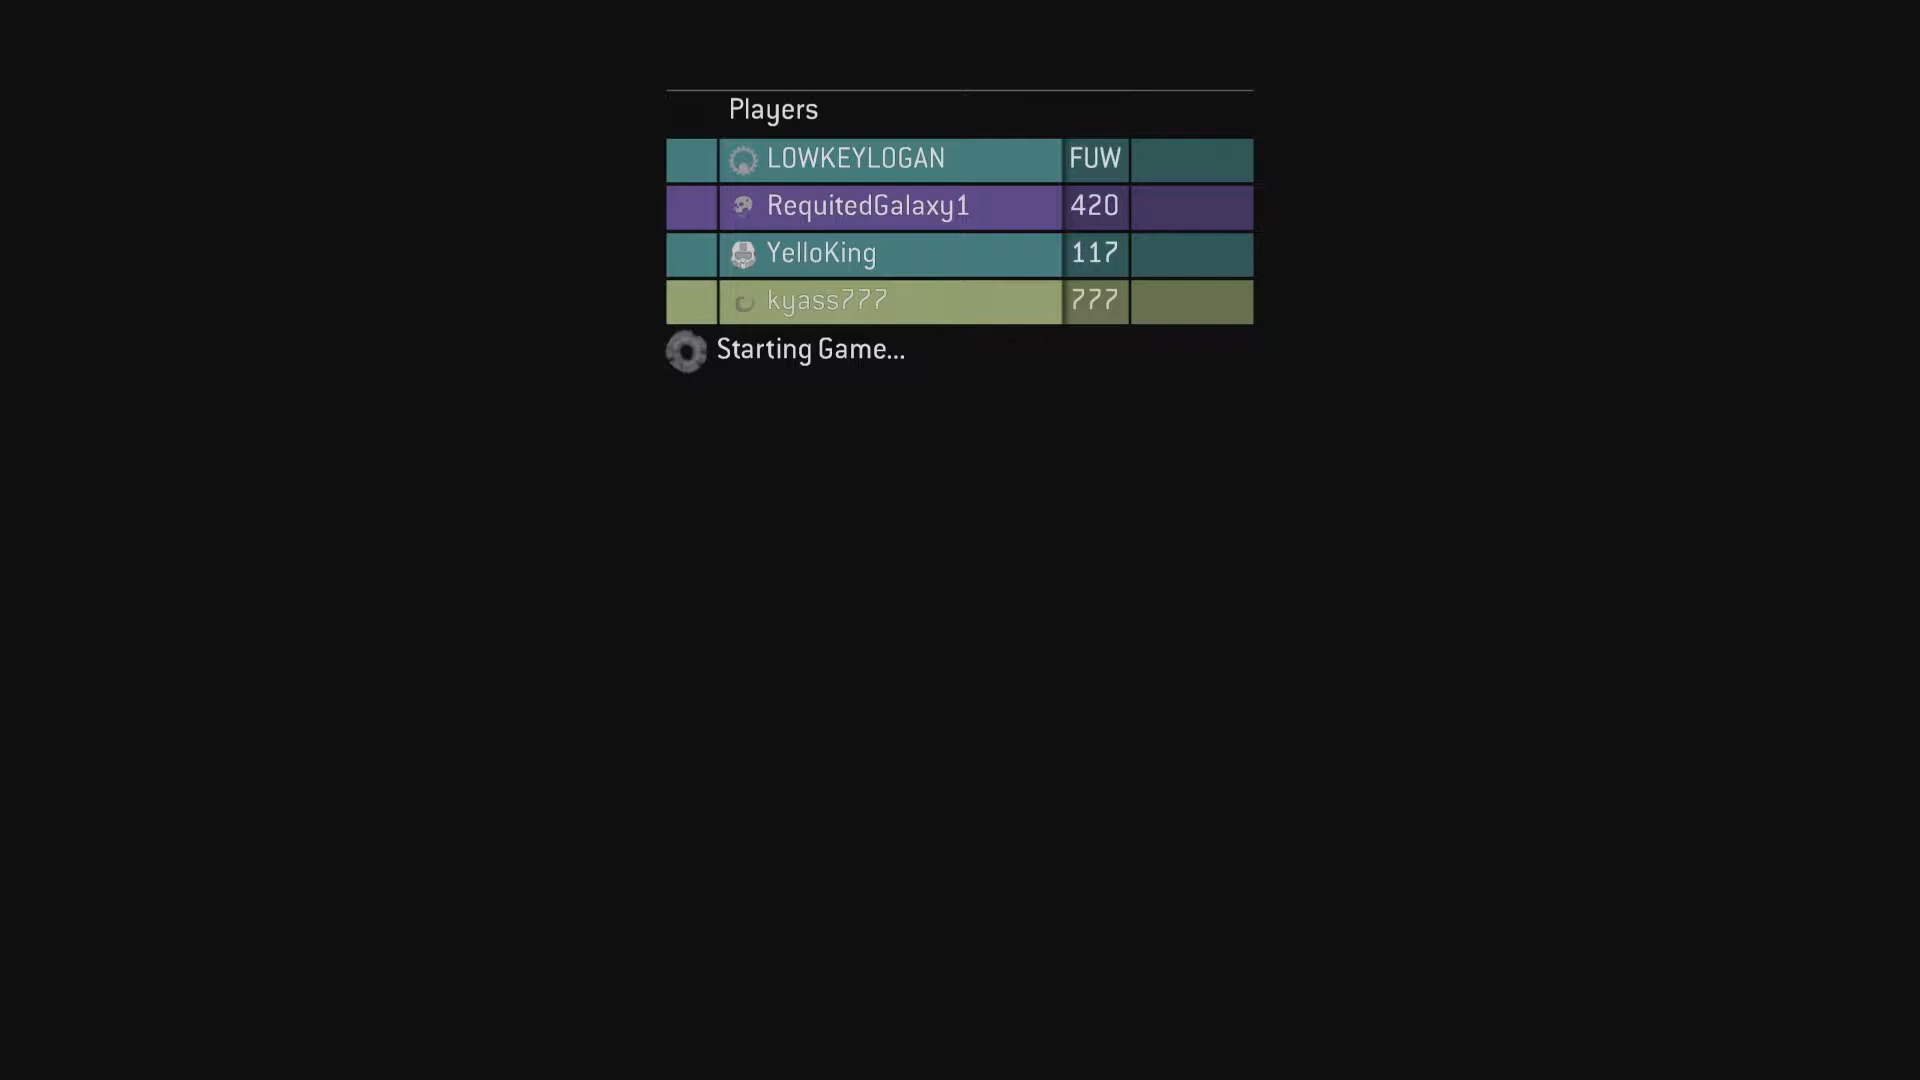 Players
LOWKEYLOGAN FUW
RequitedGalaxy1 420
YelloKing 117
kyass777 777
Starting Game...